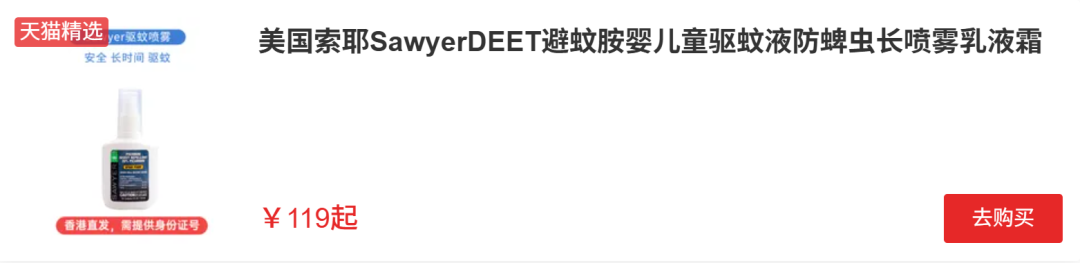 天猫精选
yer驱蚊喷雾
安全 长时间 驱蚊
SAWYER
香港直发，需提供身份证号
美国索耶SawyerDEET避蚊胺婴儿童驱蚊液防蜱虫长喷雾乳液霜
￥119起
去购买